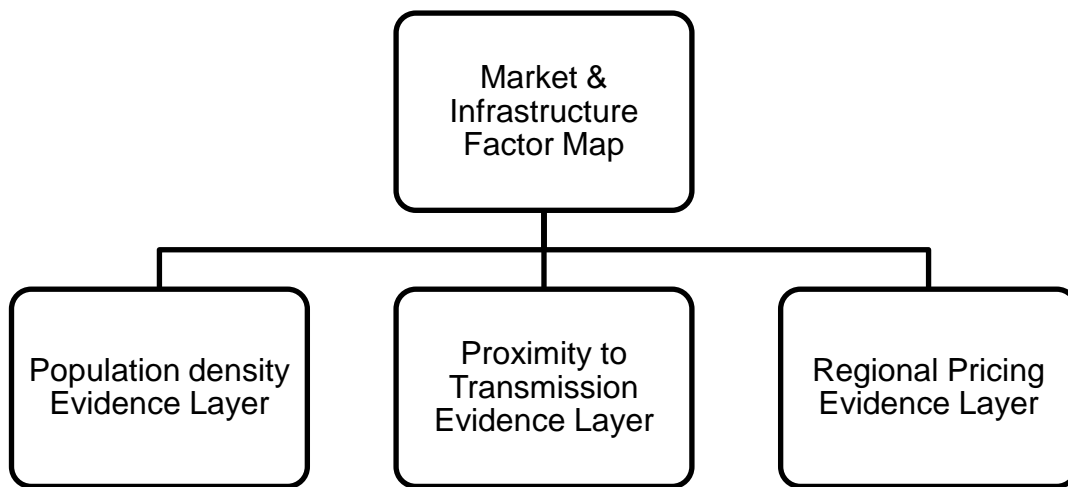 Market &
Infrastructure
Factor Map
Population density
Evidence Layer
Proximity to
Transmission
Evidence Layer
Regional Pricing
Evidence Layer